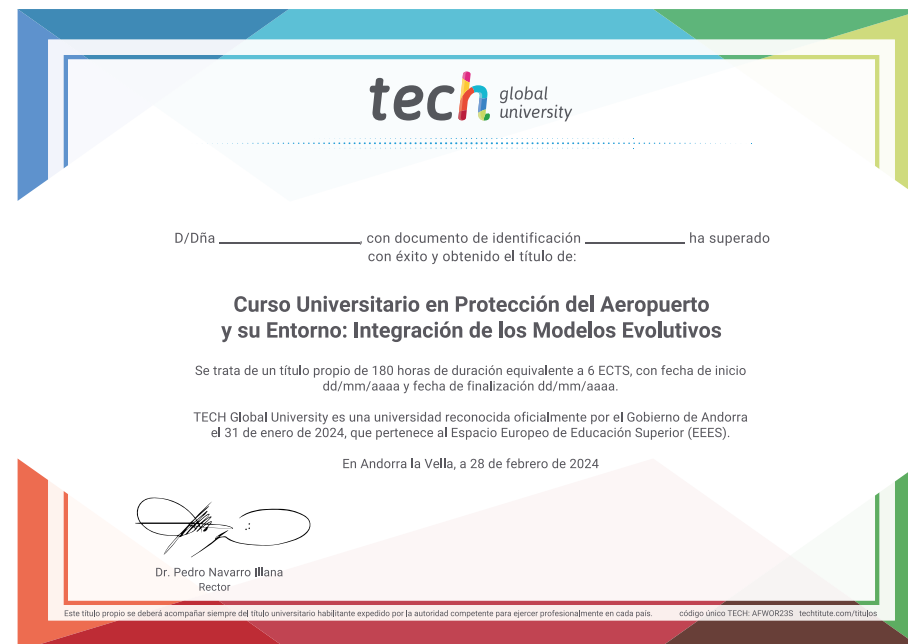 tech global
university
D/Dña ________________, con documento de identificación ____________ ha superado
con éxito y obtenido el título de:
Curso Universitario en Protección del Aeropuerto
y su Entorno: Integración de los Modelos Evolutivos
Se trata de un título propio de 180 horas de duración equivalente a 6 ECTS, con fecha de inicio
dd/mm/aaaa y fecha de finalización dd/mm/aaaa.
TECH Global University es una universidad reconocida oficialmente por el Gobierno de Andorra
el 31 de enero de 2024, que pertenece al Espacio Europeo de Educación Superior (EEES).
En Andorra la Vella, a 28 de febrero de 2024
Dr. Pedro Navarro Illana
Rector
Este título propio se deberá acompañar siempre del título universitario habilitante expedido por la autoridad competente para ejercer profesionalmente en cada país. código único TECH: AFWOR23S techtitute.com/titulos